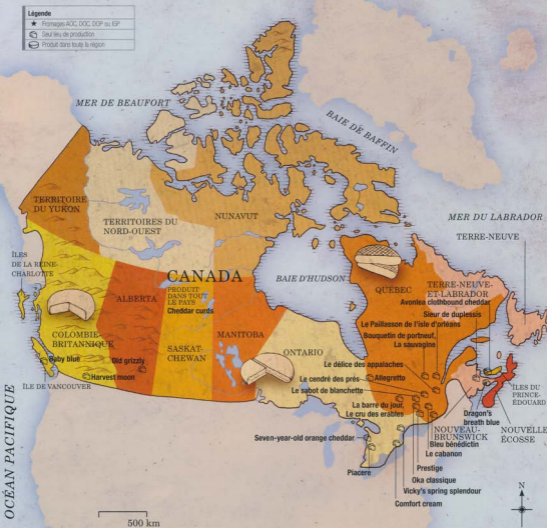 Légende
Fromages AOC, DOC, DOP ou IGP
Seul lieu de production
Produit dans toute la région
MER DE BEAUFORT
BAIE DE BAFFIN
TERRITOIRE
DU YUKON
TERRITOIRES DU
NORD-OUEST
NUNAVUT
MER DU LABRADOR
TERRE-NEUVE
ÎLES
DE LA REINE-
CHARLOTTE
CANADA
PRODUIT
DANS TOUT
LE PAYS
Cheddar curds
BAIE D'HUDSON
QUÉBEC
TERRE-NEUVE-
ET-LABRADOR
Avonlea clothbound cheddar
Sieur de duplessis
Le Paillasson de l'isle d'orléans
Bouquetin de portneuf,
La sauvagine
ALBERTA
COLOMBIE-
BRITANNIQUE
SASKAT-
CHEWAN
MANITOBA
ONTARIO
Baby blue
Old grizzly
Harvest moon
ÎLE DE VANCOUVER
Le délice des appalaches
Le cendré des prés
Allegretto
Le sabot de blanchette
La barre du jour,
Le cru des érables
ÎLES DU
PRINCE-
ÉDOUARD
Dragon's
breath blue
NOUVELLE
ÉCOSSE
NOUVEAU-
BRUNSWICK
Bleu bénédictin
Le cabanon
Seven-year-old orange cheddar
Piacere
Prestige
Oka classique
Vicky's spring splendour
Comfort cream
OCÉAN PACIFIQUE
500 km
N